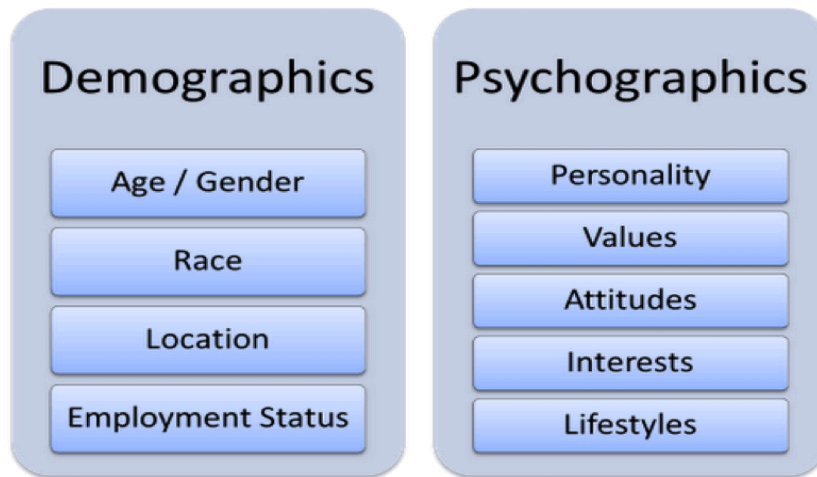 Demographics
Age / Gender
Race
Location
Employment Status
Psychographics
Personality
Values
Attitudes
Interests
Lifestyles